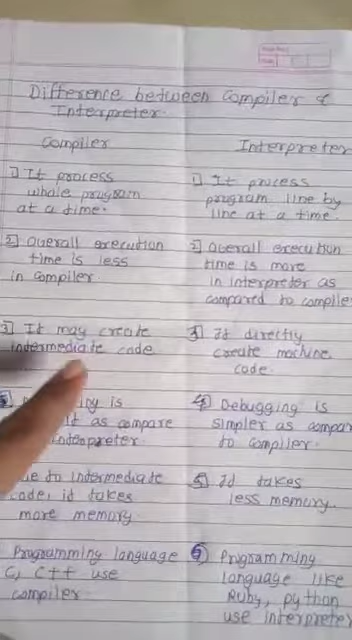 Difference between Compiler &
Interpreter.
Compiler
1] It process
whole program
at a time.
2] Overall execution
time is less
in compiler
3] It may create
intermediate code
is
as compare
interpreter
to intermediate
code, it takes
more memory
Programming language
C, C++ use
compiler
Interpreter
1] It process
program line by
line at a time.
2] Overall execution
time is more
in interpreter as
compared to compile
3] It directly
create machine
code.
4] Debugging is
simpler as compar
to complier.
5] It takes
less memory.
6] Programming
language like
Ruby, python
use interpreter